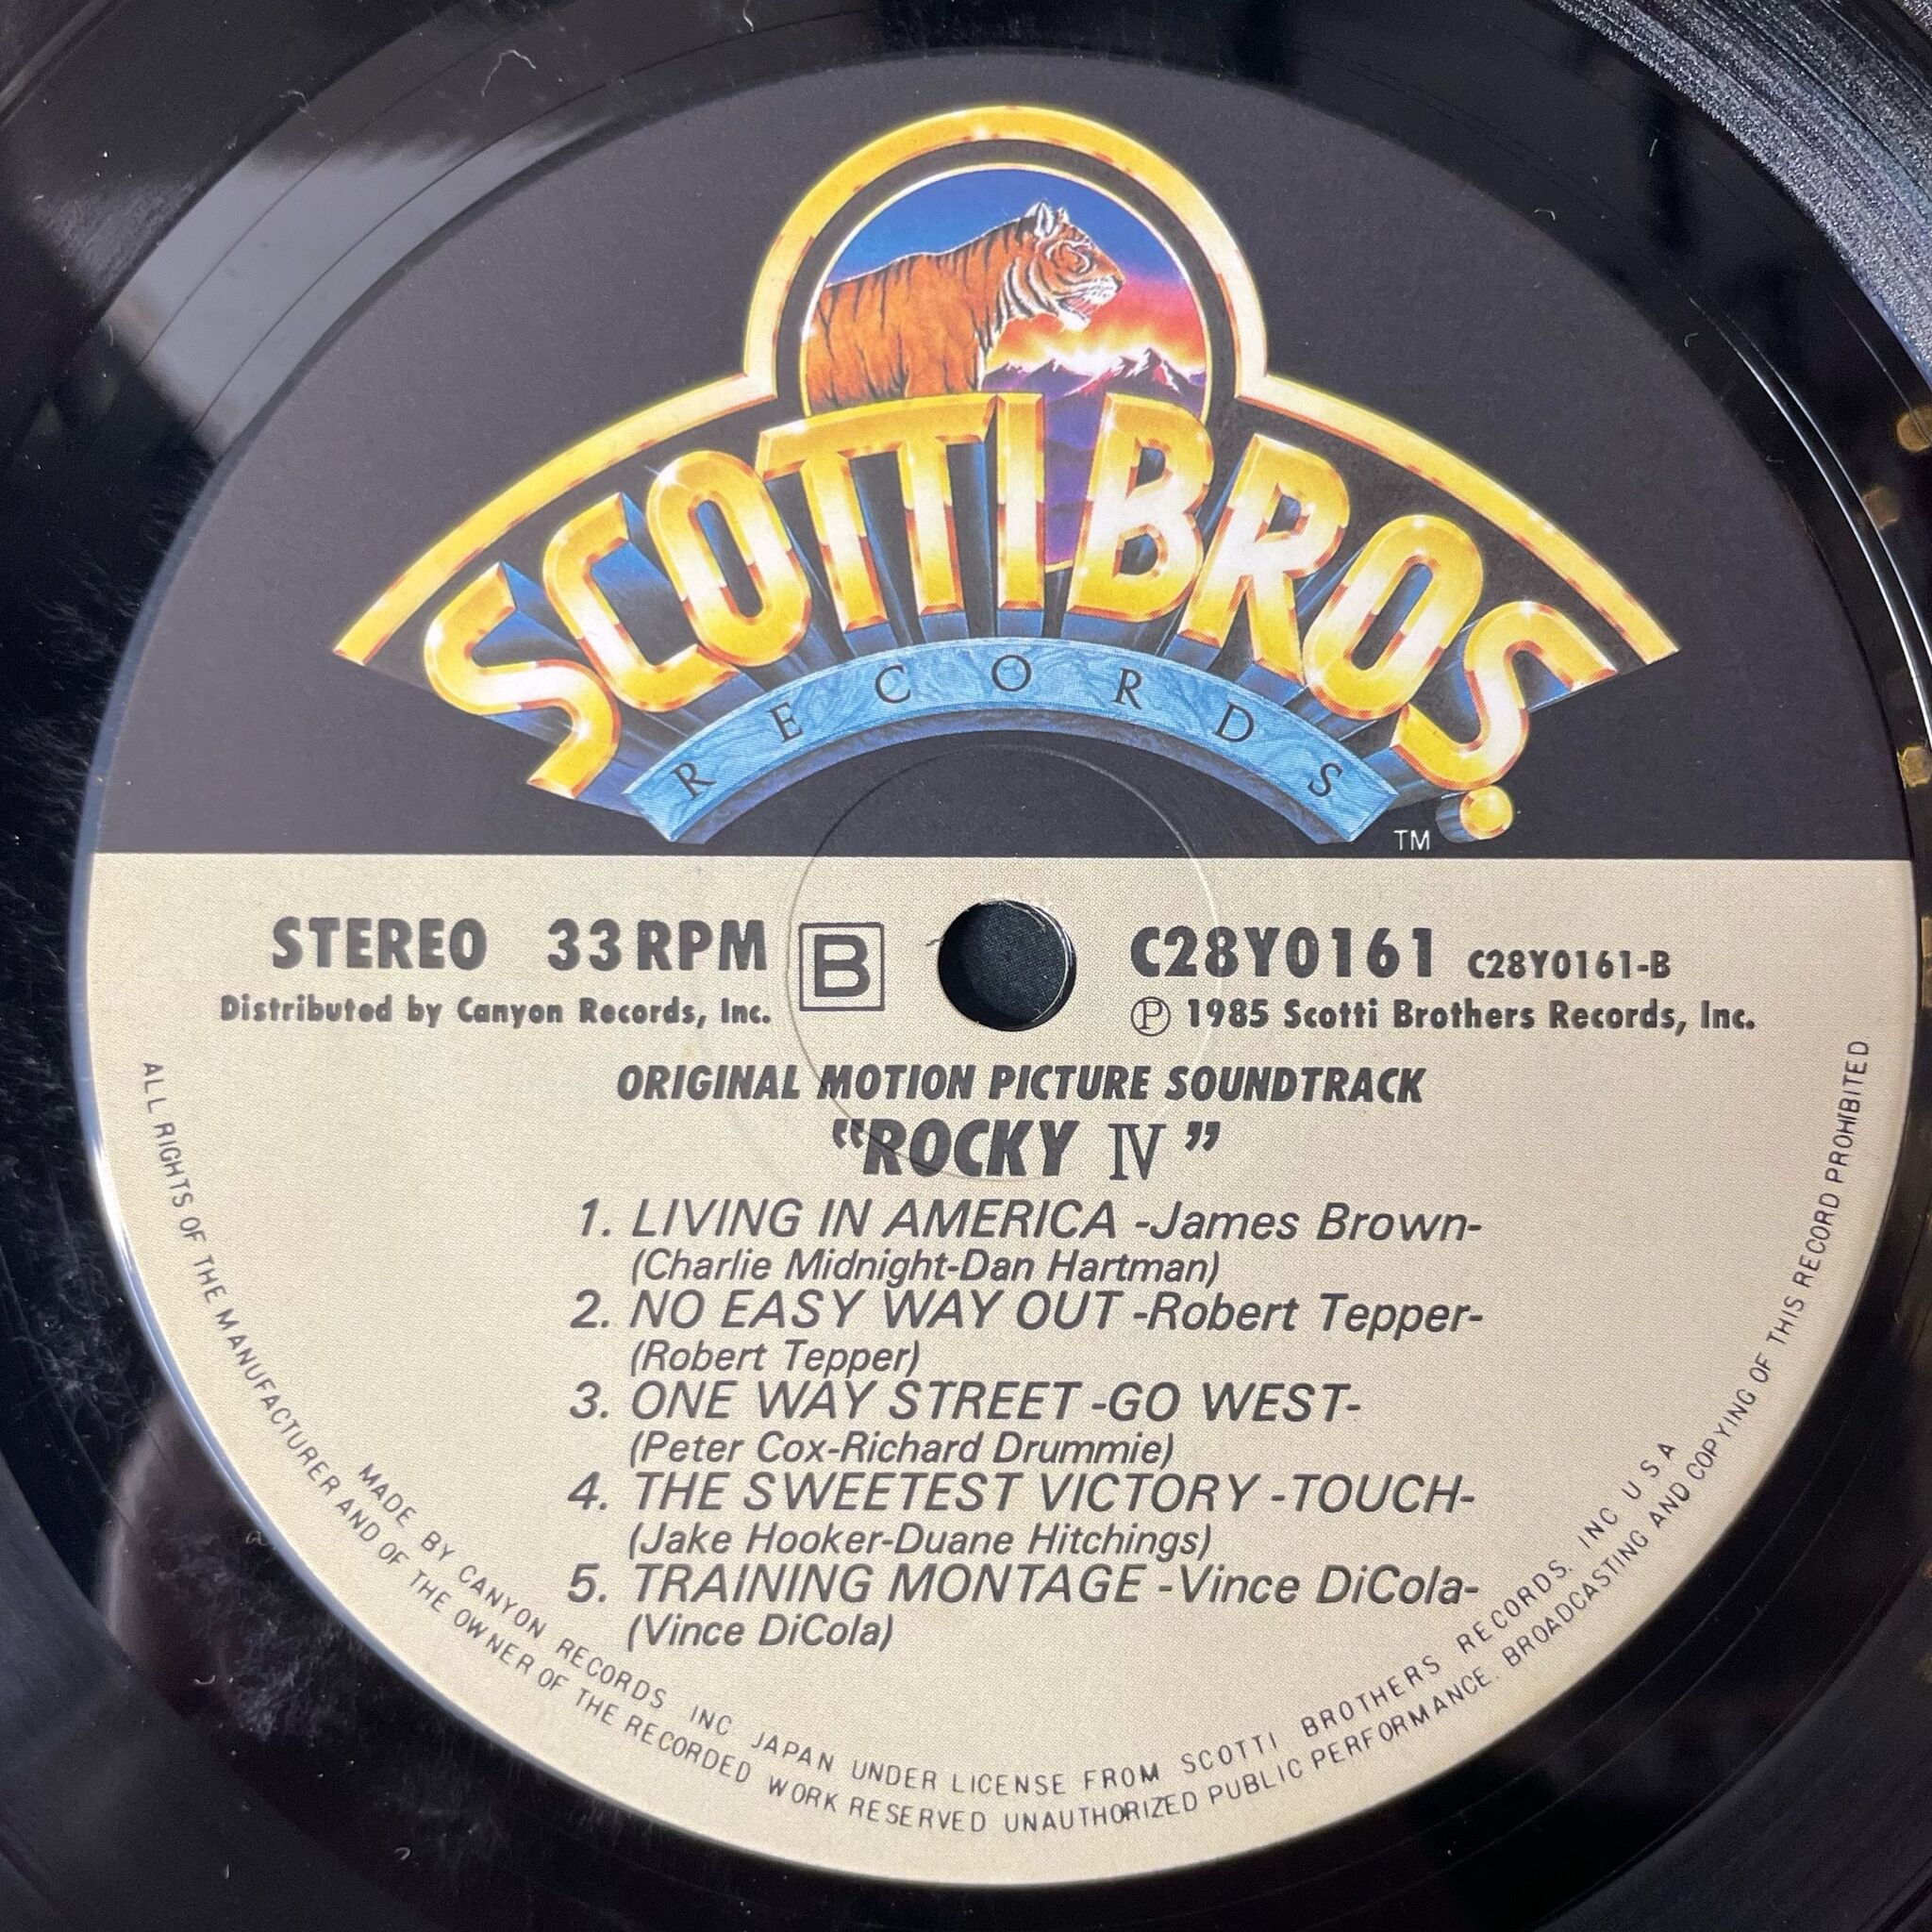 SCOTTI BROS.
RECORDS
TM
STEREO 33 RPM B C28Y0161 C28Y0161-B
Distributed by Canyon Records, Inc. Ⓟ 1985 Scotti Brothers Records, Inc.
ORIGINAL MOTION PICTURE SOUNDTRACK
“ROCKY IV”
1. LIVING IN AMERICA -James Brown-
(Charlie Midnight-Dan Hartman)
2. NO EASY WAY OUT -Robert Tepper-
(Robert Tepper)
3. ONE WAY STREET -GO WEST-
(Peter Cox-Richard Drummie)
4. THE SWEETEST VICTORY -TOUCH-
(Jake Hooker-Duane Hitchings)
5. TRAINING MONTAGE -Vince DiCola-
(Vince DiCola)
MADE BY CANYON RECORDS INC JAPAN UNDER LICENSE FROM SCOTTI BROTHERS RECORDS. INC U S A
ALL RIGHTS OF THE MANUFACTURER AND OF THE OWNER OF THE RECORDED WORK RESERVED UNAUTHORIZED PUBLIC PERFORMANCE. BROADCASTING AND COPYING OF THIS RECORD PROHIBITED